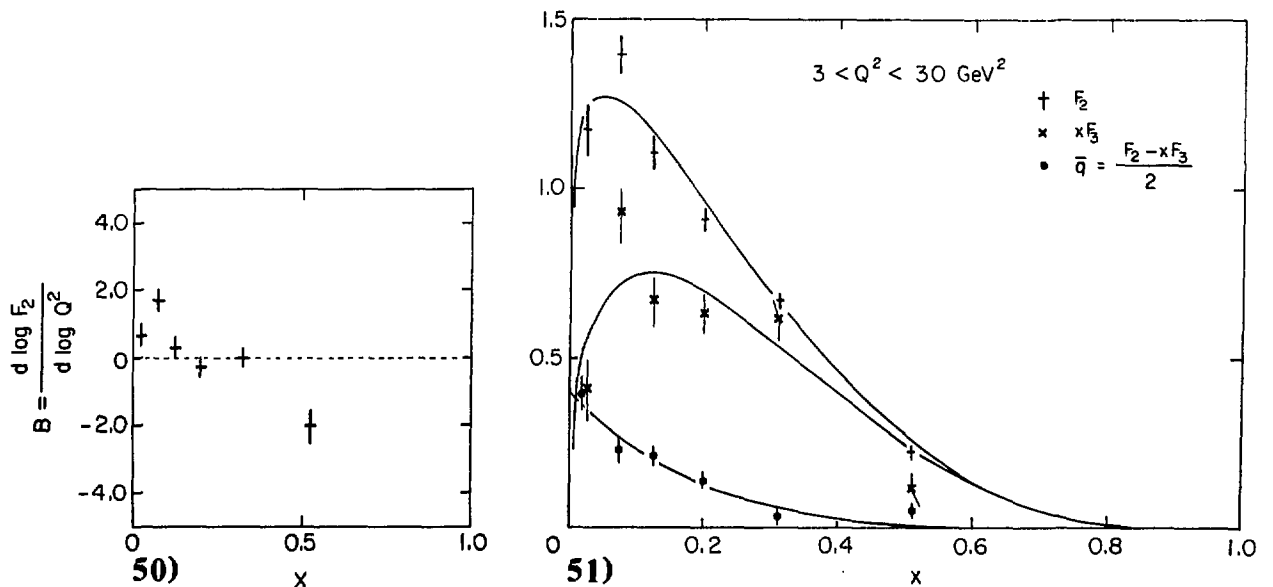 B = d log F₂ / d log Q²
4.0
2.0
0
-2.0
-4.0
0
0.5
1.0
X
50)
1.5
1.0
0.5
0
3 < Q² < 30 GeV²
F₂
xF₃
q̄ = F₂ - xF₃ / 2
0
0.2
0.4
0.6
0.8
1.0
X
51)